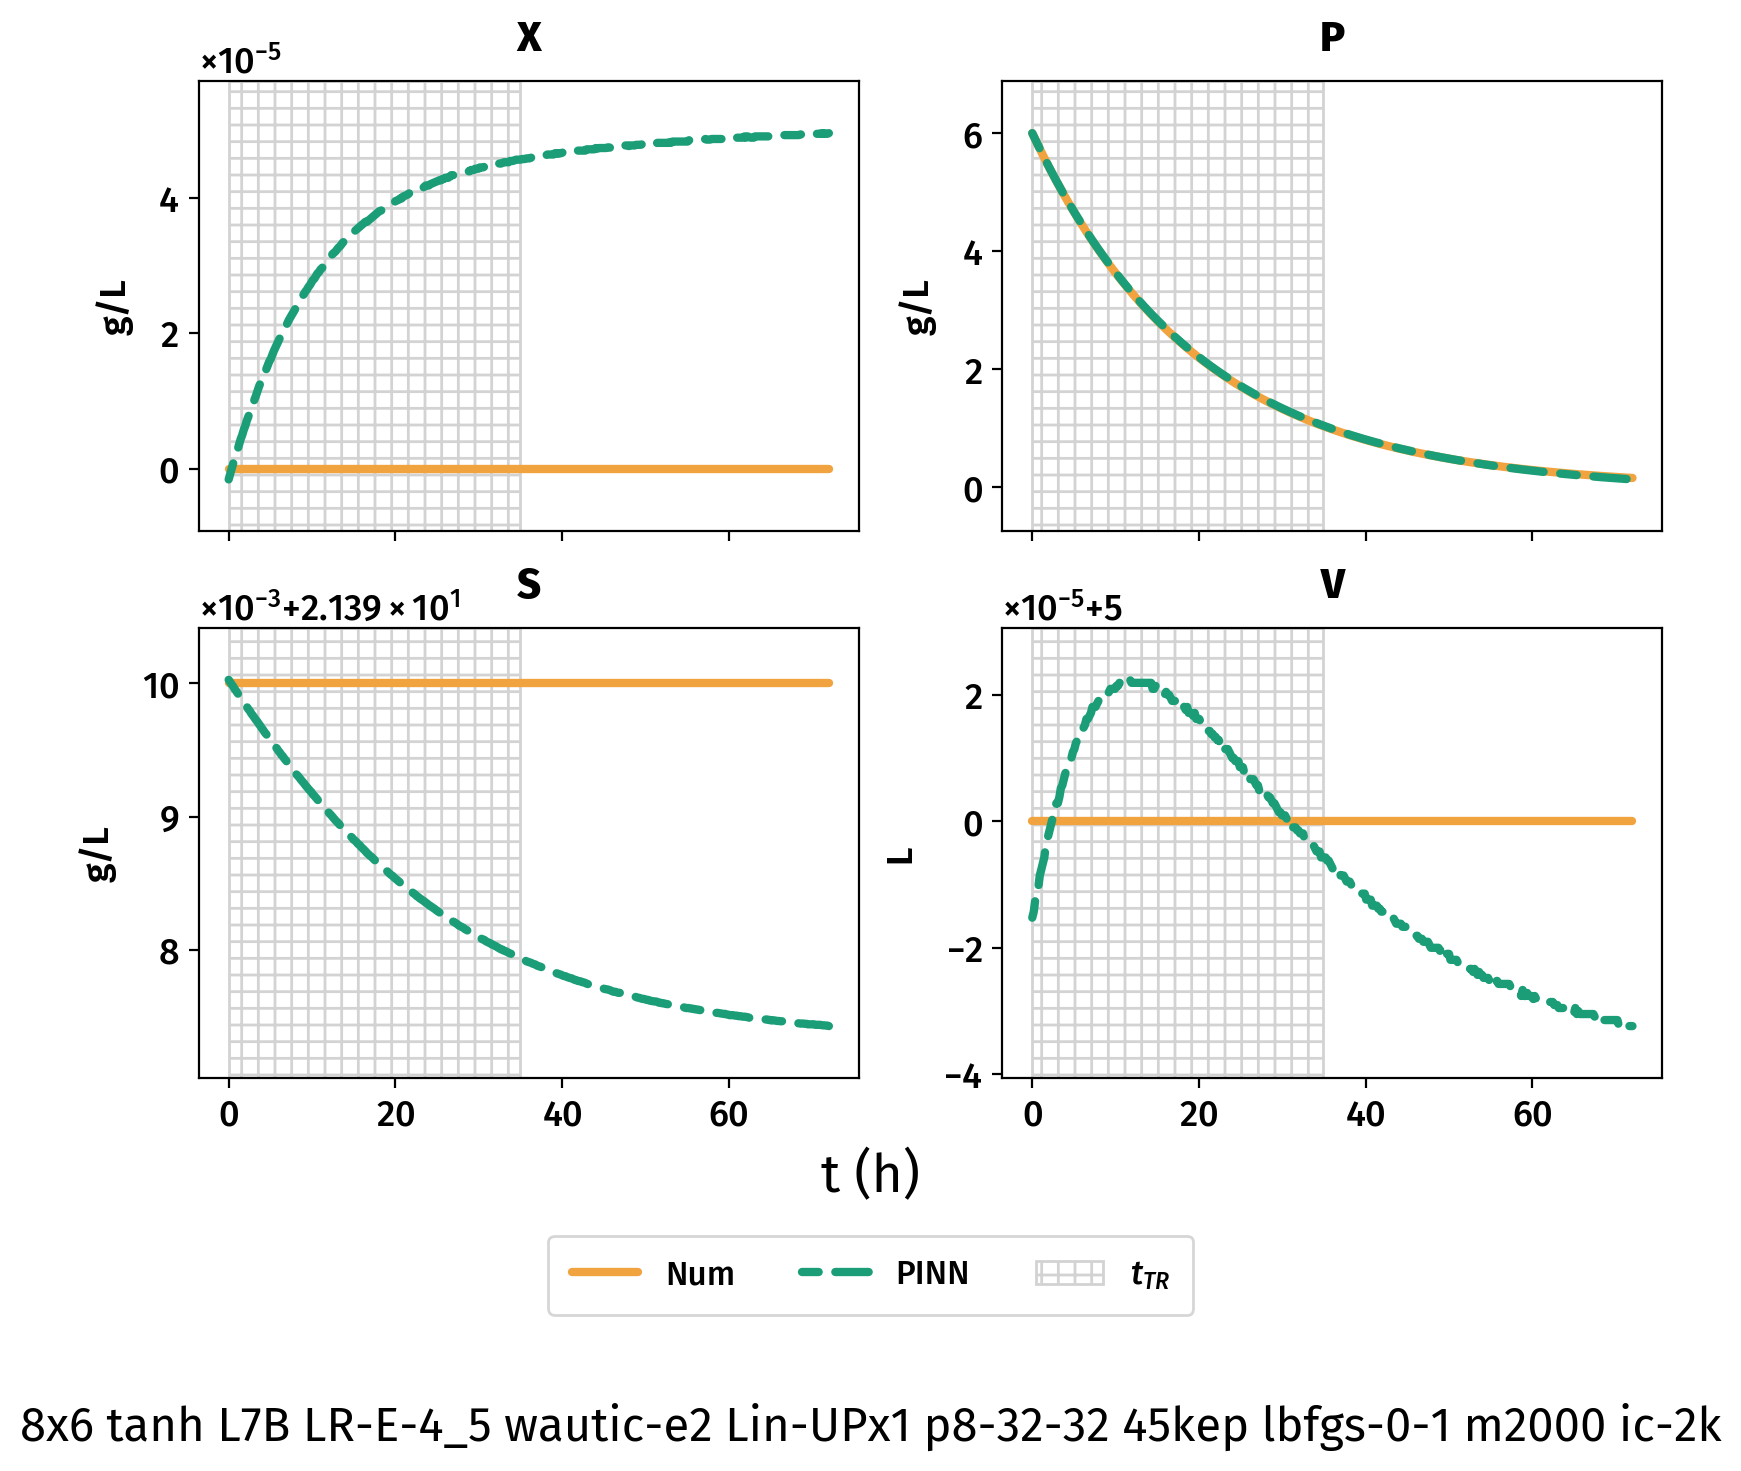 X
×10⁻⁵
g/L
4
2
0
P
g/L
6
4
2
0
S
×10⁻³+2.139 × 10¹
g/L
10
9
8
0 20 40 60
V
×10⁻⁵+5
L
2
0
−2
−4
0 20 40 60
t (h)
Num PINN t_TR
8x6 tanh L7B LR-E-4_5 wautic-e2 Lin-UPx1 p8-32-32 45kep lbfgs-0-1 m2000 ic-2k